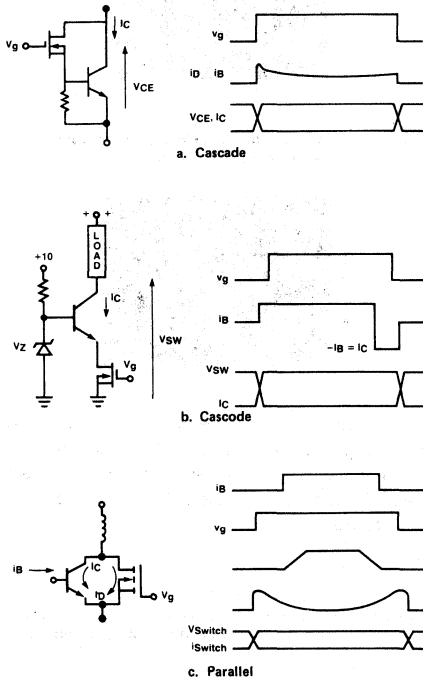 IC
Vg
VCE
vg
iD iB
VCE, IC
a. Cascade
+ +
LOAD
+10
IC
VZ
VSW
Vg
vg
iB
-IB = IC
VSW
IC
b. Cascode
iB
IC
ID
Vg
iB
vg
VSwitch
iSwitch
c. Parallel